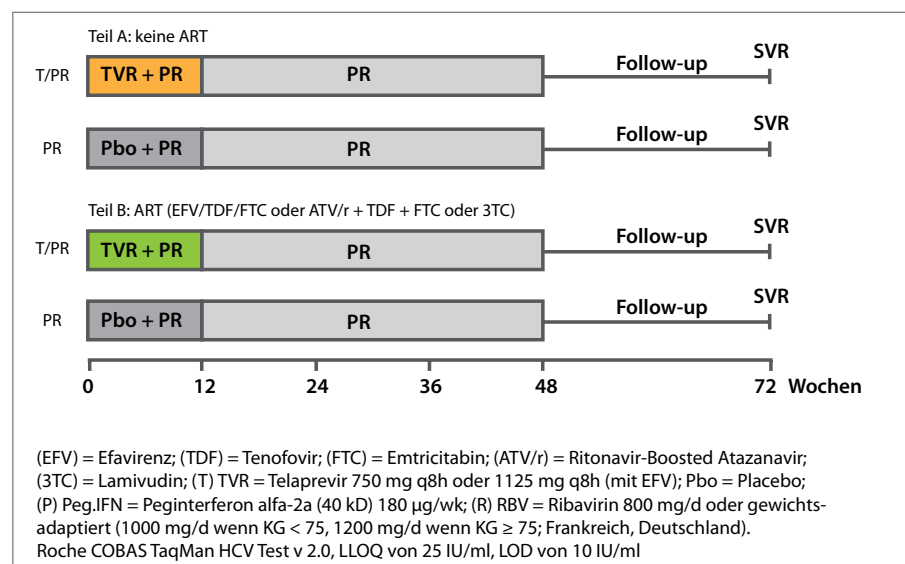 Teil A: keine ART
SVR
T/PR TVR + PR PR Follow-up
SVR
PR Pbo + PR PR Follow-up
Teil B: ART (EFV/TDF/FTC oder ATV/r + TDF + FTC oder 3TC)
SVR
T/PR TVR + PR PR Follow-up
SVR
PR Pbo + PR PR Follow-up
0 12 24 36 48 72 Wochen
(EFV) = Efavirenz; (TDF) = Tenofovir; (FTC) = Emtricitabin; (ATV/r) = Ritonavir-Boosted Atazanavir;
(3TC) = Lamivudin; (T) TVR = Telaprevir 750 mg q8h oder 1125 mg q8h (mit EFV); Pbo = Placebo;
(P) Peg.IFN = Peginterferon alfa-2a (40 kD) 180 µg/wk; (R) RBV = Ribavirin 800 mg/d oder gewichts-
adaptiert (1000 mg/d wenn KG < 75, 1200 mg/d wenn KG ≥ 75; Frankreich, Deutschland).
Roche COBAS TaqMan HCV Test v 2.0, LLOQ von 25 IU/ml, LOD von 10 IU/ml